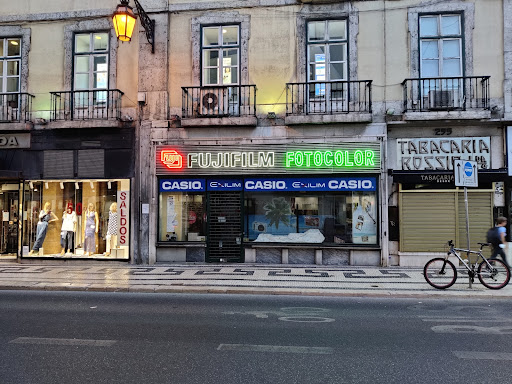 DA
FUJIFILM FOTOCOLOR
CASIO. EXILIM CASIO. EXILIM CASIO.
SALDOS
295
TABACARIA
ROSSIO
TABACARIA